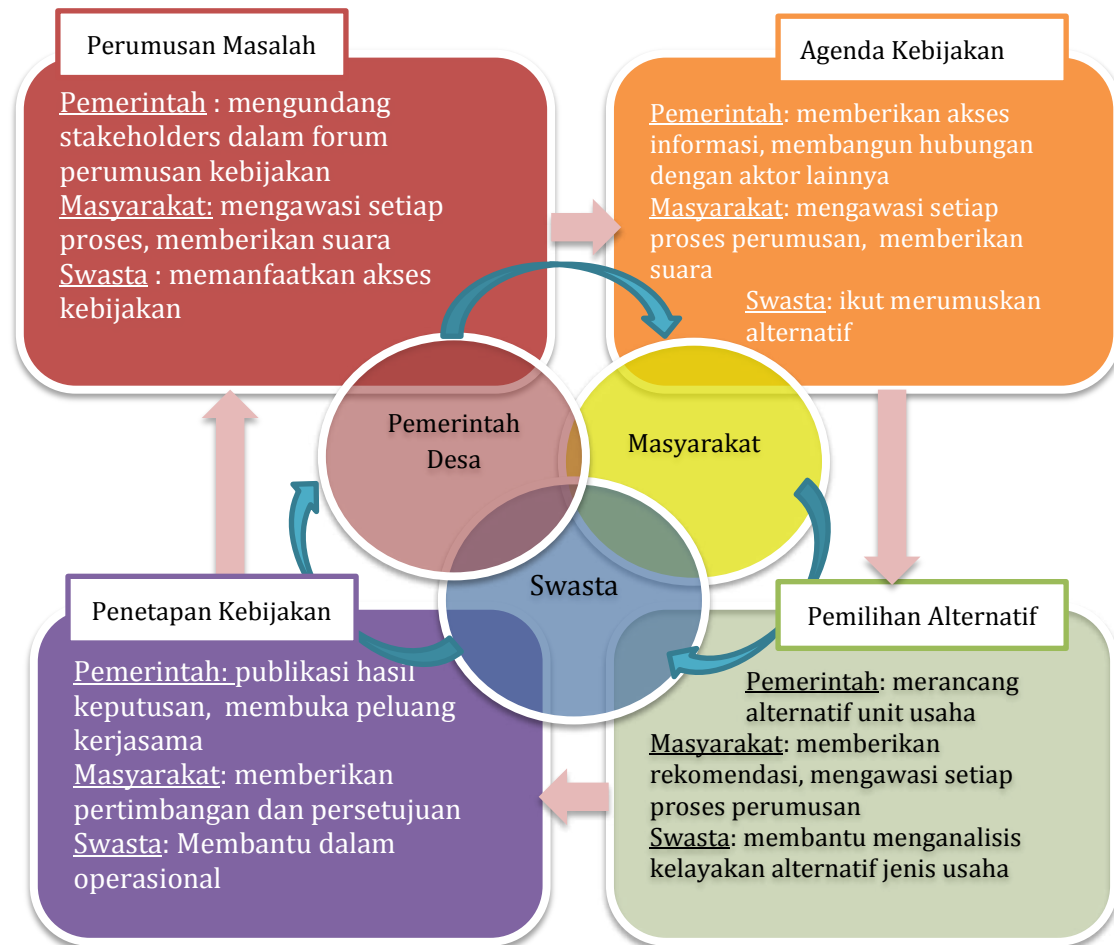 Perumusan Masalah
Pemerintah : mengundang
stakeholders dalam forum
perumusan kebijakan
Masyarakat: mengawasi setiap
proses, memberikan suara
Swasta : memanfaatkan akses
kebijakan
Agenda Kebijakan
Pemerintah: memberikan akses
informasi, membangun hubungan
dengan aktor lainnya
Masyarakat: mengawasi setiap
proses perumusan, memberikan
suara
Swasta: ikut merumuskan
alternatif
Pemerintah
Desa
Masyarakat
Swasta
Penetapan Kebijakan
Pemerintah: publikasi hasil
keputusan, membuka peluang
kerjasama
Masyarakat: memberikan
pertimbangan dan persetujuan
Swasta: Membantu dalam
operasional
Pemilihan Alternatif
Pemerintah: merancang
alternatif unit usaha
Masyarakat: memberikan
rekomendasi, mengawasi setiap
proses perumusan
Swasta: membantu menganalisis
kelayakan alternatif jenis usaha